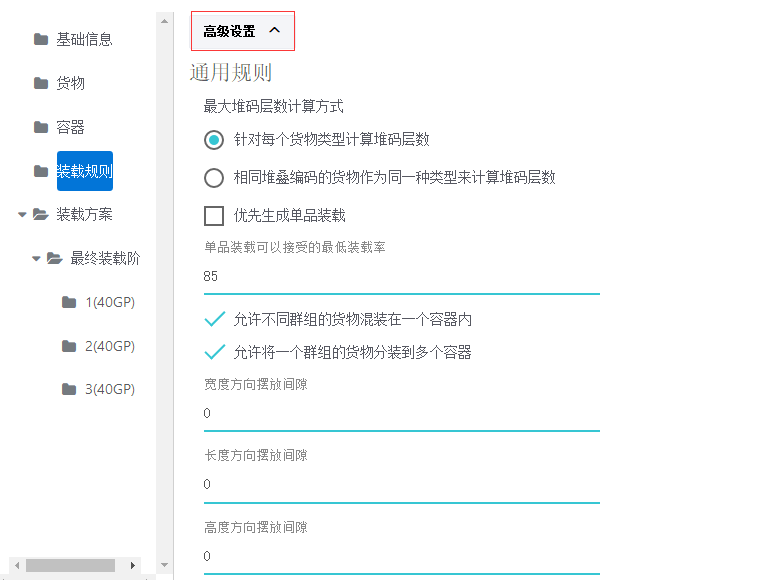 基础信息
货物
容器
装载规则
装载方案
最终装载阶
1(40GP)
2(40GP)
3(40GP)
高级设置
通用规则
最大堆码层数计算方式
针对每个货物类型计算堆码层数
相同堆叠编码的货物作为同一种类型来计算堆码层数
优先生成单品装载
单品装载可以接受的最低装载率
85
允许不同群组的货物混装在一个容器内
允许将一个群组的货物分装到多个容器
宽度方向摆放间隙
0
长度方向摆放间隙
0
高度方向摆放间隙
0